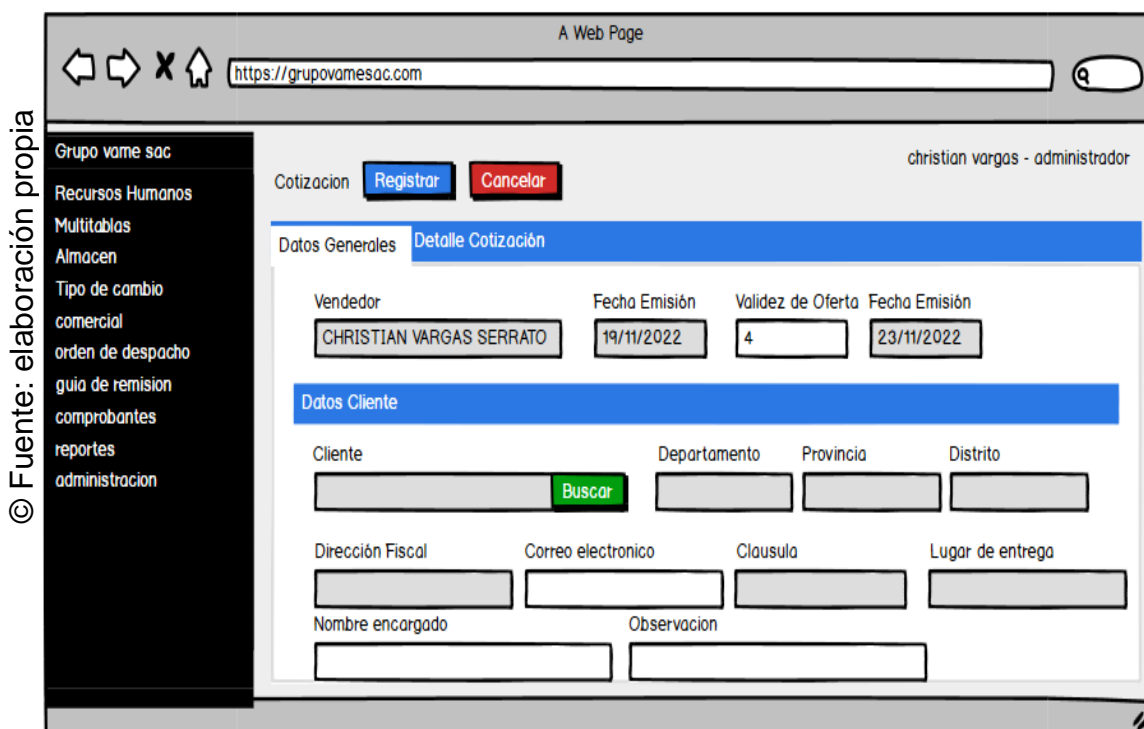 © Fuente: elaboración propia
A Web Page
https://grupovamesac.com
Grupo vame sac
Recursos Humanos
Multitablas
Almacen
Tipo de cambio
comercial
orden de despacho
guia de remision
comprobantes
reportes
administracion
christian vargas - administrador
Cotizacion Registrar Cancelar
Datos Generales Detalle Cotización
Vendedor Fecha Emisión Validez de Oferta Fecha Emisión
CHRISTIAN VARGAS SERRATO 19/11/2022 4 23/11/2022
Datos Cliente
Cliente Departamento Provincia Distrito
Buscar
Dirección Fiscal Correo electronico Clausula Lugar de entrega
Nombre encargado Observacion